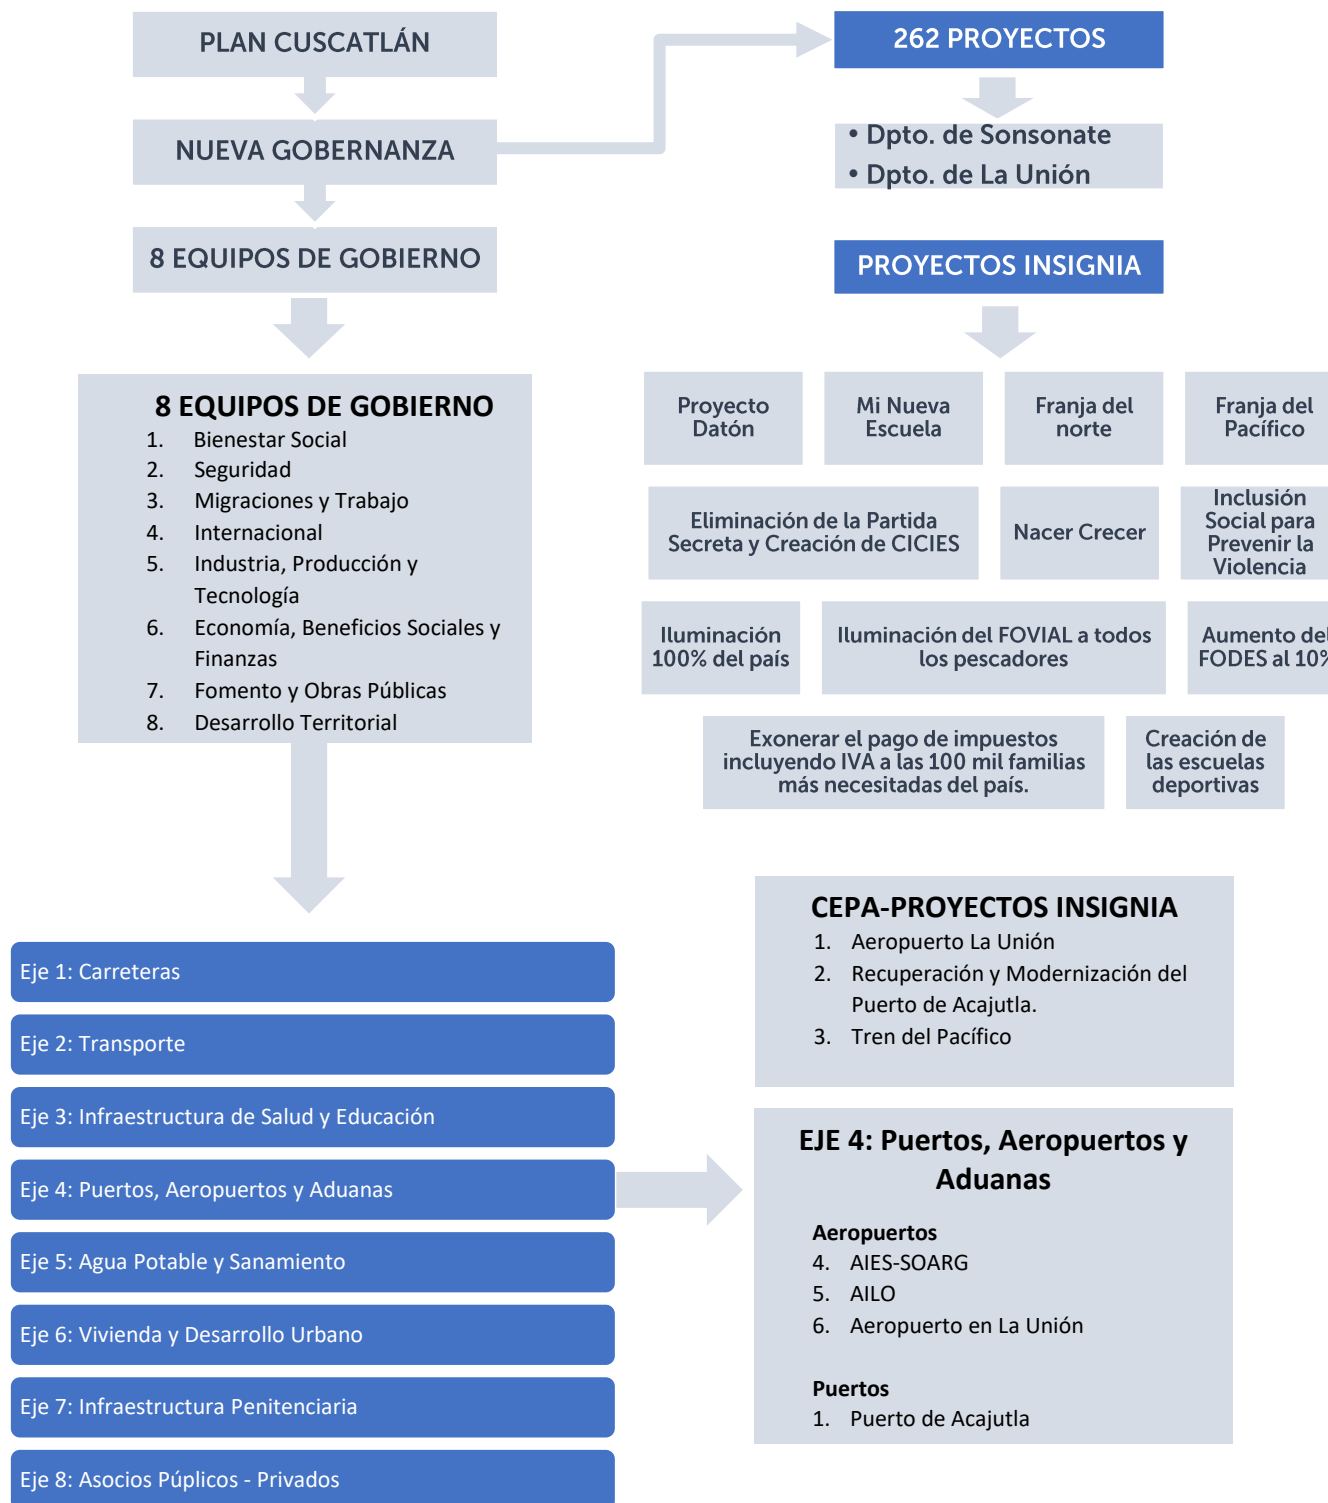 PLAN CUSCATLÁN
NUEVA GOBERNANZA
8 EQUIPOS DE GOBIERNO
262 PROYECTOS
• Dpto. de Sonsonate
• Dpto. de La Unión
PROYECTOS INSIGNIA
8 EQUIPOS DE GOBIERNO
1. Bienestar Social
2. Seguridad
3. Migraciones y Trabajo
4. Internacional
5. Industria, Producción y
Tecnología
6. Economía, Beneficios Sociales y
Finanzas
7. Fomento y Obras Públicas
8. Desarrollo Territorial
Proyecto
Datón
Mi Nueva
Escuela
Franja del
norte
Franja del
Pacífico
Eliminación de la Partida
Secreta y Creación de CICIES
Nacer Crecer
Inclusión
Social para
Prevenir la
Violencia
Iluminación
100% del país
Iluminación del FOVIAL a todos
los pescadores
Aumento del
FODES al 10%
Exonerar el pago de impuestos
incluyendo IVA a las 100 mil familias
más necesitadas del país.
Creación de
las escuelas
deportivas
Eje 1: Carreteras
Eje 2: Transporte
Eje 3: Infraestructura de Salud y Educación
Eje 4: Puertos, Aeropuertos y Aduanas
Eje 5: Agua Potable y Sanamiento
Eje 6: Vivienda y Desarrollo Urbano
Eje 7: Infraestructura Penitenciaria
Eje 8: Asocios Púplicos - Privados
CEPA-PROYECTOS INSIGNIA
1. Aeropuerto La Unión
2. Recuperación y Modernización del
Puerto de Acajutla.
3. Tren del Pacífico
EJE 4: Puertos, Aeropuertos y
Aduanas
Aeropuertos
4. AIES-SOARG
5. AILO
6. Aeropuerto en La Unión
Puertos
1. Puerto de Acajutla